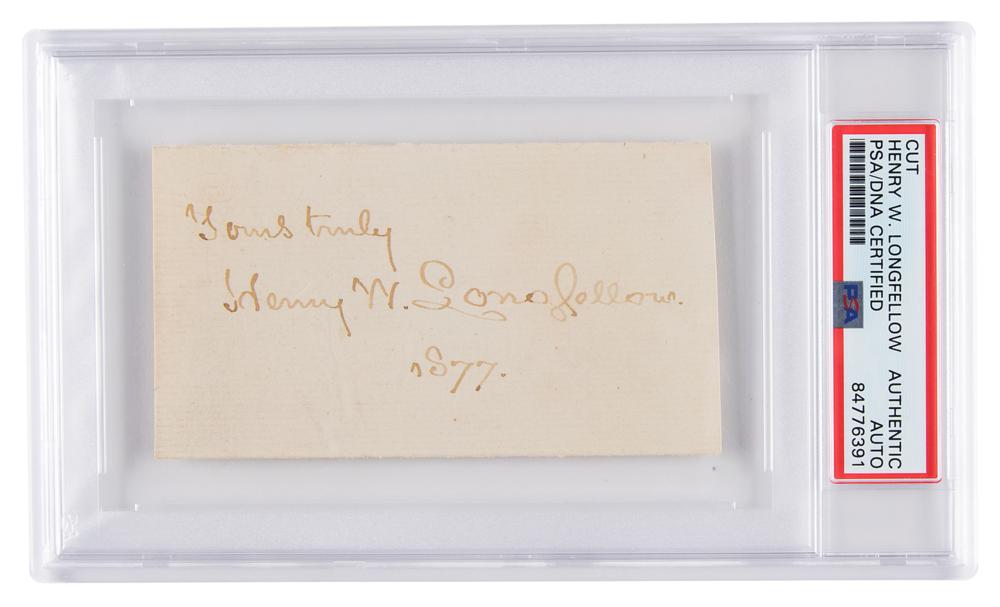 Yours truly
Henry W. Longfellow.
1877.
CUT
HENRY W. LONGFELLOW AUTHENTIC
PSA/DNA CERTIFIED AUTO
84776391
PSA